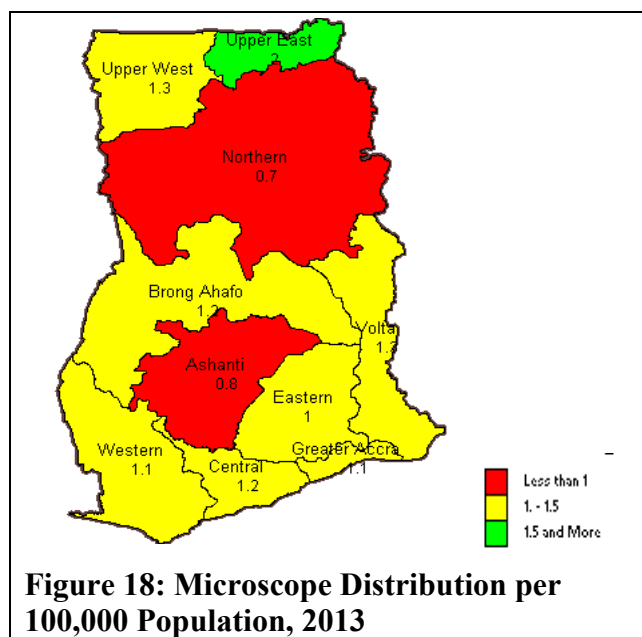 Upper East
2
Upper West
1.3
Northern
0.7
Brong Ahafo
1.2
Volta
Ashanti
0.8
Eastern
1
Western
1.1
Central
1.2
Greater Accra
1.1
Less than 1
1. - 1.5
1.5 and More
Figure 18: Microscope Distribution per
100,000 Population, 2013